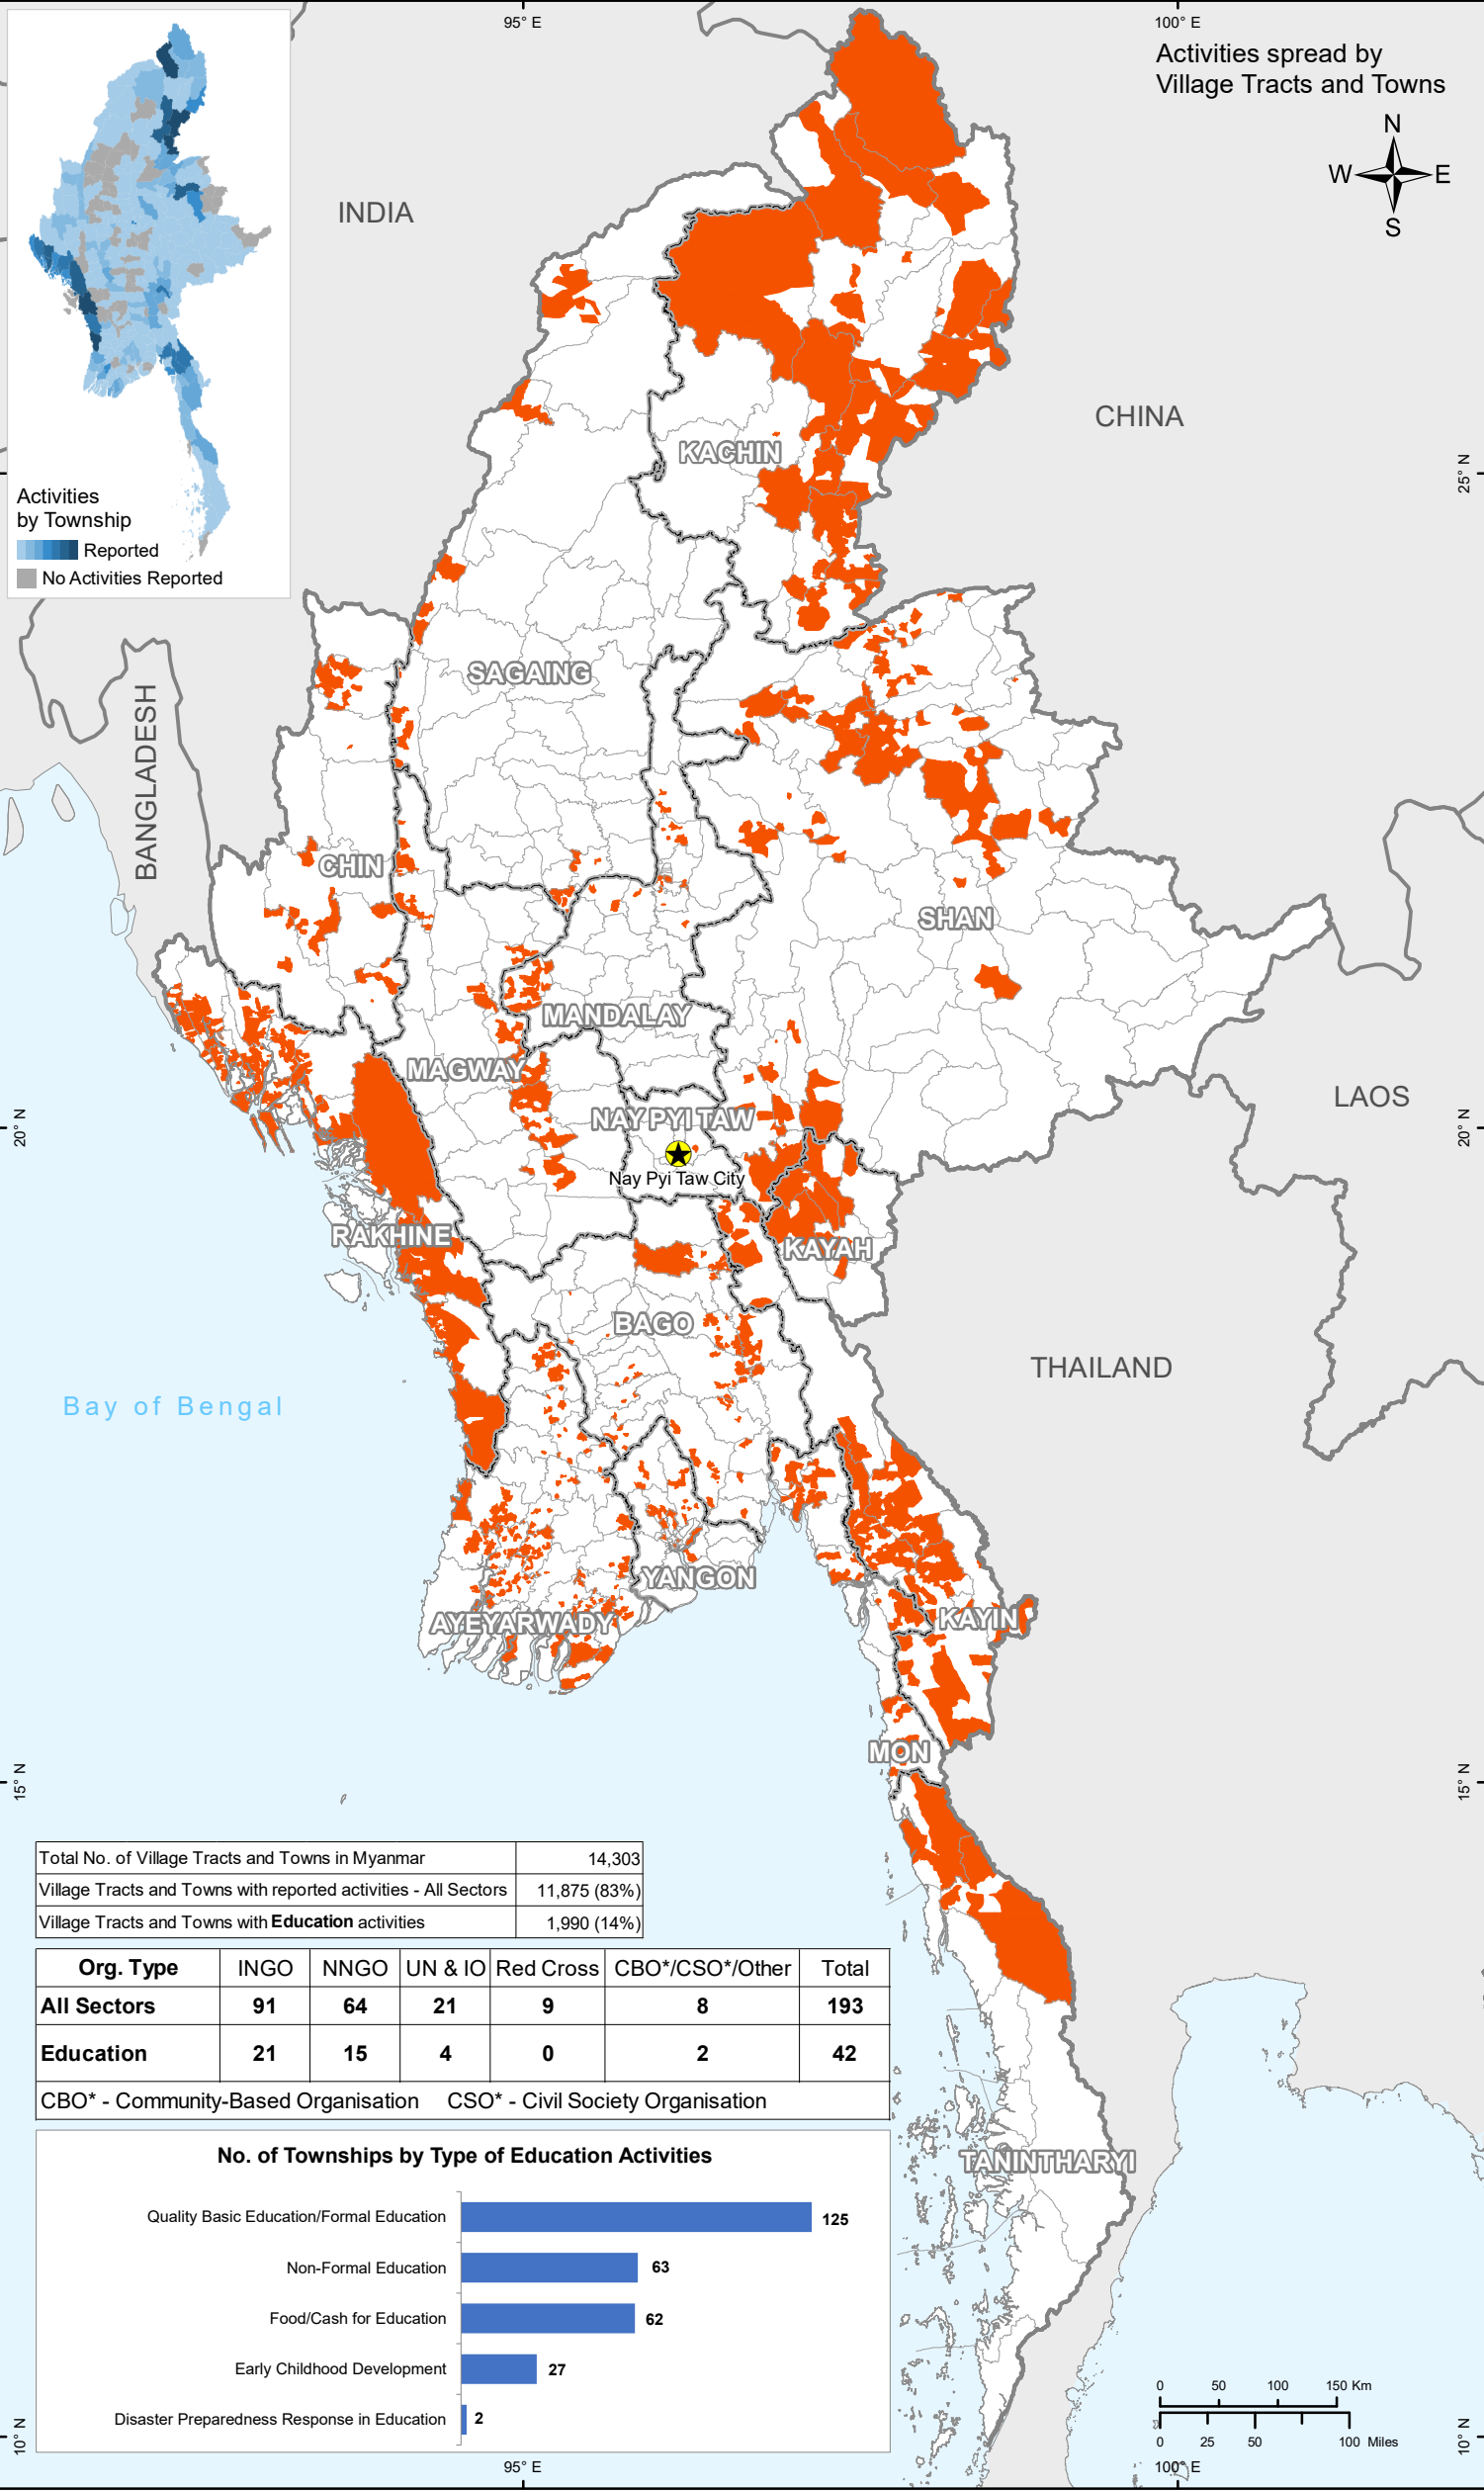 95° E
100° E
Activities spread by
Village Tracts and Towns
N
W
E
S
INDIA
CHINA
25° N
KACHIN
Activities
by Township
Reported
No Activities Reported
SAGAING
BANGLADESH
CHIN
SHAN
MANDALAY
MAGWAY
LAOS
NAY PYI TAW
20° N
20° N
Nay Pyi Taw City
RAKHINE
KAYAH
BAGO
THAILAND
Bay of Bengal
YANGON
AYEYARWADY
KAYIN
MON
15° N
15° N
Total No. of Village Tracts and Towns in Myanmar 14,303
Village Tracts and Towns with reported activities - All Sectors 11,875 (83%)
Village Tracts and Towns with Education activities 1,990 (14%)
Org. Type INGO NNGO UN & IO Red Cross CBO*/CSO*/Other Total
All Sectors 91 64 21 9 8 193
Education 21 15 4 0 2 42
CBO* - Community-Based Organisation CSO* - Civil Society Organisation
No. of Townships by Type of Education Activities
TANINTHARYI
Quality Basic Education/Formal Education 125
Non-Formal Education 63
Food/Cash for Education 62
Early Childhood Development 27
Disaster Preparedness Response in Education 2
0 50 100 150 Km
0 25 50 100 Miles
10° N
10° N
95° E
100° E